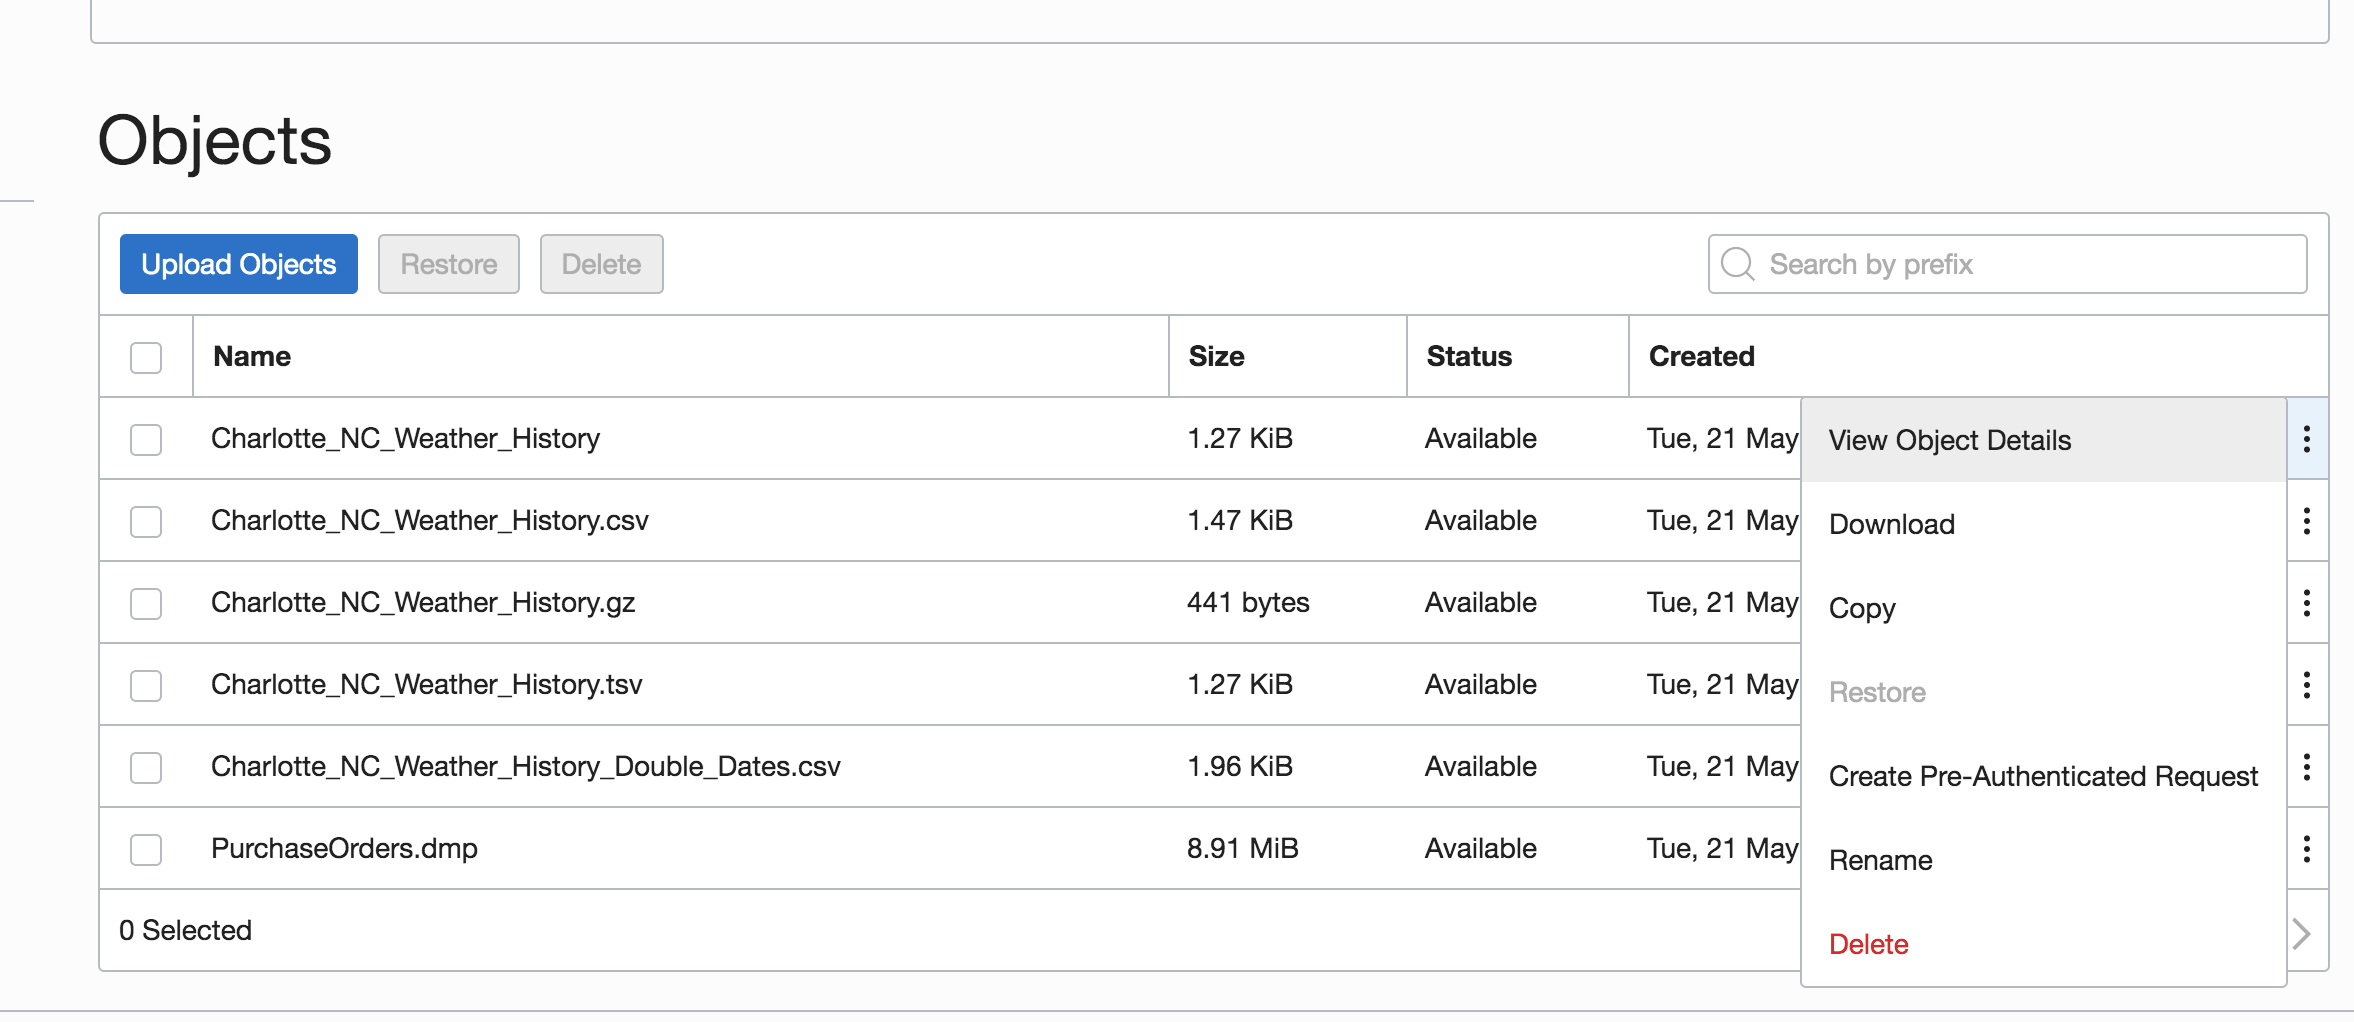 Objects
Upload Objects Restore Delete Search by prefix
Name Size Status Created
Charlotte_NC_Weather_History 1.27 KiB Available Tue, 21 May
Charlotte_NC_Weather_History.csv 1.47 KiB Available Tue, 21 May
Charlotte_NC_Weather_History.gz 441 bytes Available Tue, 21 May
Charlotte_NC_Weather_History.tsv 1.27 KiB Available Tue, 21 May
Charlotte_NC_Weather_History_Double_Dates.csv 1.96 KiB Available Tue, 21 May
PurchaseOrders.dmp 8.91 MiB Available Tue, 21 May
0 Selected
View Object Details
Download
Copy
Restore
Create Pre-Authenticated Request
Rename
Delete